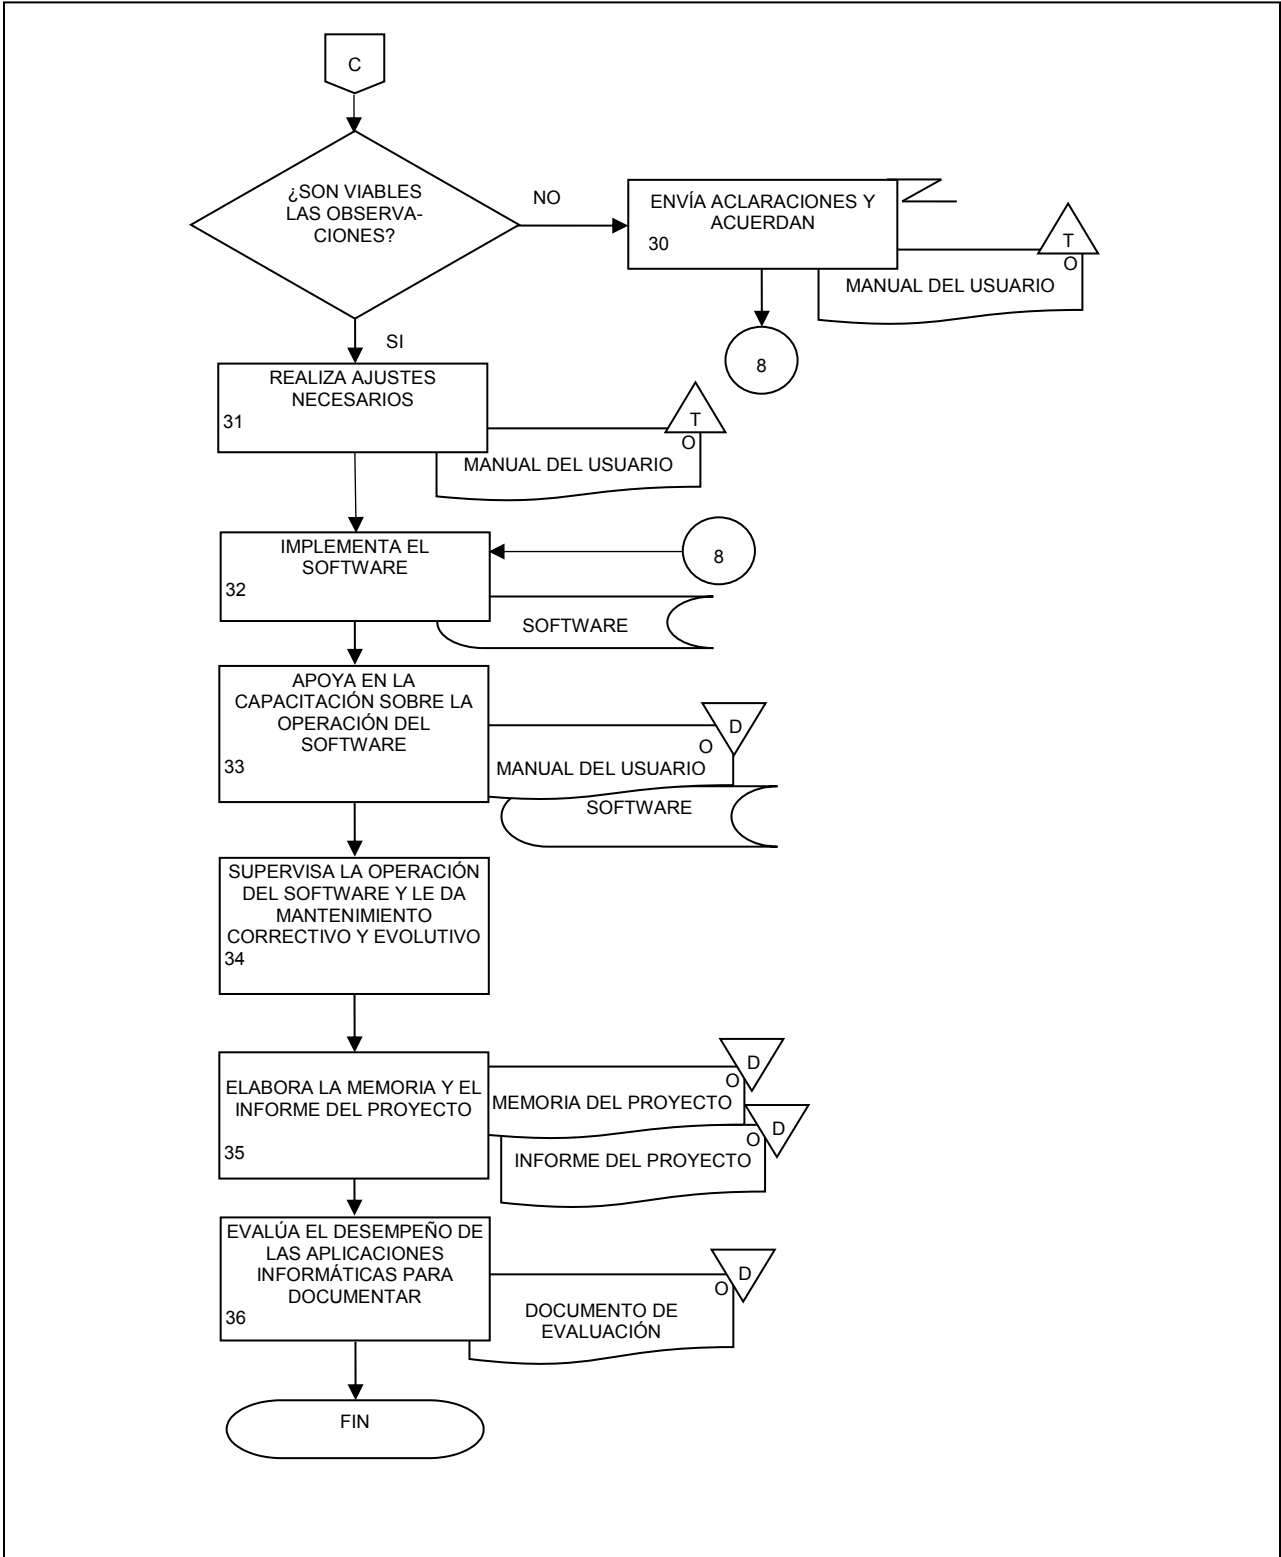 C
¿SON VIABLES
LAS OBSERVA-
CIONES?
NO
ENVÍA ACLARACIONES Y
ACUERDAN
30
T
O
MANUAL DEL USUARIO
8
SI
REALIZA AJUSTES
NECESARIOS
31
T
O
MANUAL DEL USUARIO
IMPLEMENTA EL
SOFTWARE
32
8
SOFTWARE
APOYA EN LA
CAPACITACIÓN SOBRE LA
OPERACIÓN DEL
SOFTWARE
33
D
O
MANUAL DEL USUARIO
SOFTWARE
SUPERVISA LA OPERACIÓN
DEL SOFTWARE Y LE DA
MANTENIMIENTO
CORRECTIVO Y EVOLUTIVO
34
ELABORA LA MEMORIA Y EL
INFORME DEL PROYECTO
35
D
O
MEMORIA DEL PROYECTO
D
O
INFORME DEL PROYECTO
EVALÚA EL DESEMPEÑO DE
LAS APLICACIONES
INFORMÁTICAS PARA
DOCUMENTAR
36
D
O
DOCUMENTO DE
EVALUACIÓN
FIN